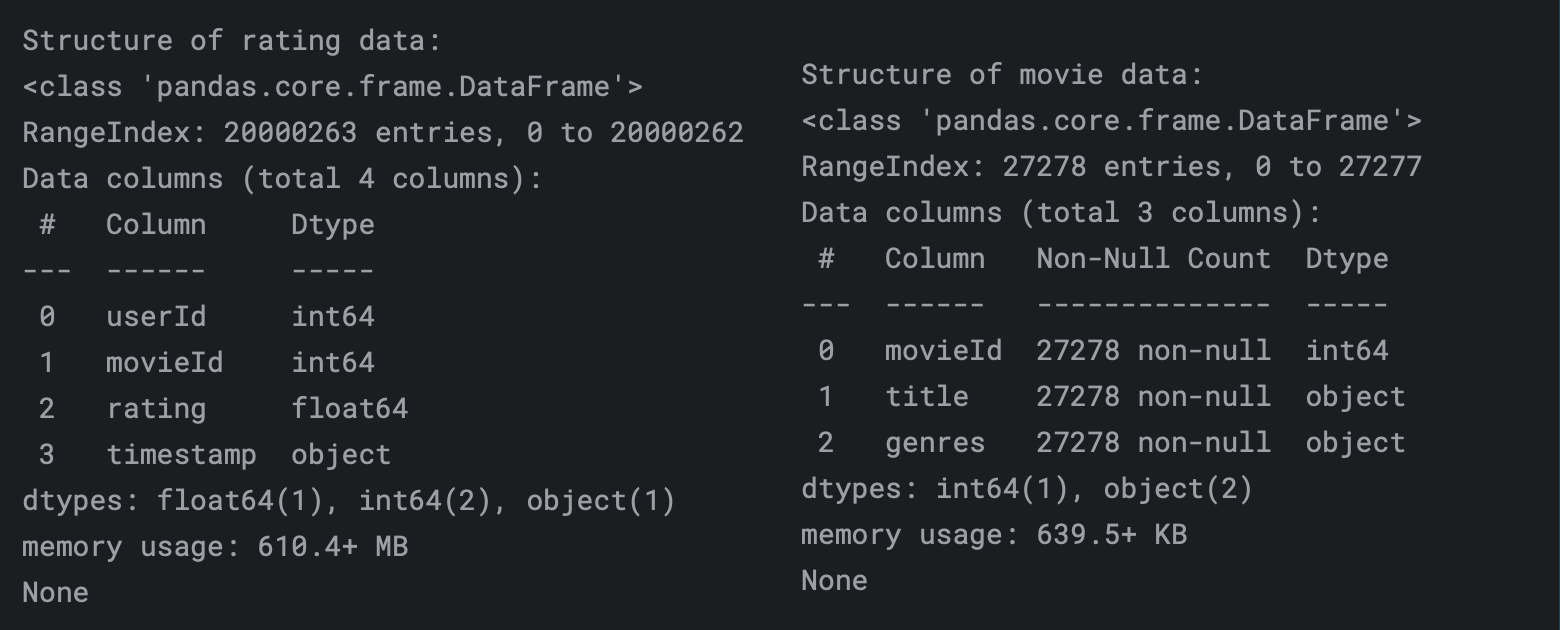 Structure of rating data:
<class 'pandas.core.frame.DataFrame'>
RangeIndex: 20000263 entries, 0 to 20000262
Data columns (total 4 columns):
 #   Column     Dtype
---  ------     -----
 0   userId     int64
 1   movieId    int64
 2   rating     float64
 3   timestamp  object
dtypes: float64(1), int64(2), object(1)
memory usage: 610.4+ MB
None
Structure of movie data:
<class 'pandas.core.frame.DataFrame'>
RangeIndex: 27278 entries, 0 to 27277
Data columns (total 3 columns):
 #   Column   Non-Null Count  Dtype
---  ------   --------------  -----
 0   movieId  27278 non-null  int64
 1   title    27278 non-null  object
 2   genres   27278 non-null  object
dtypes: int64(1), object(2)
memory usage: 639.5+ KB
None